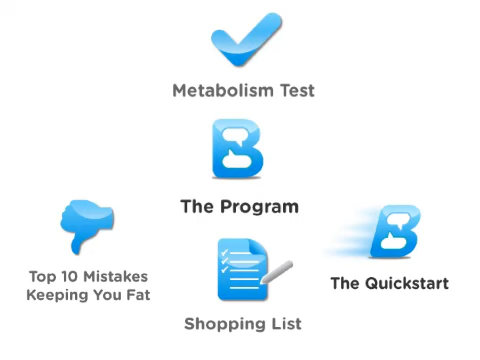 Metabolism Test
B
The Program
B
Top 10 Mistakes
Keeping You Fat
The Quickstart
Shopping List